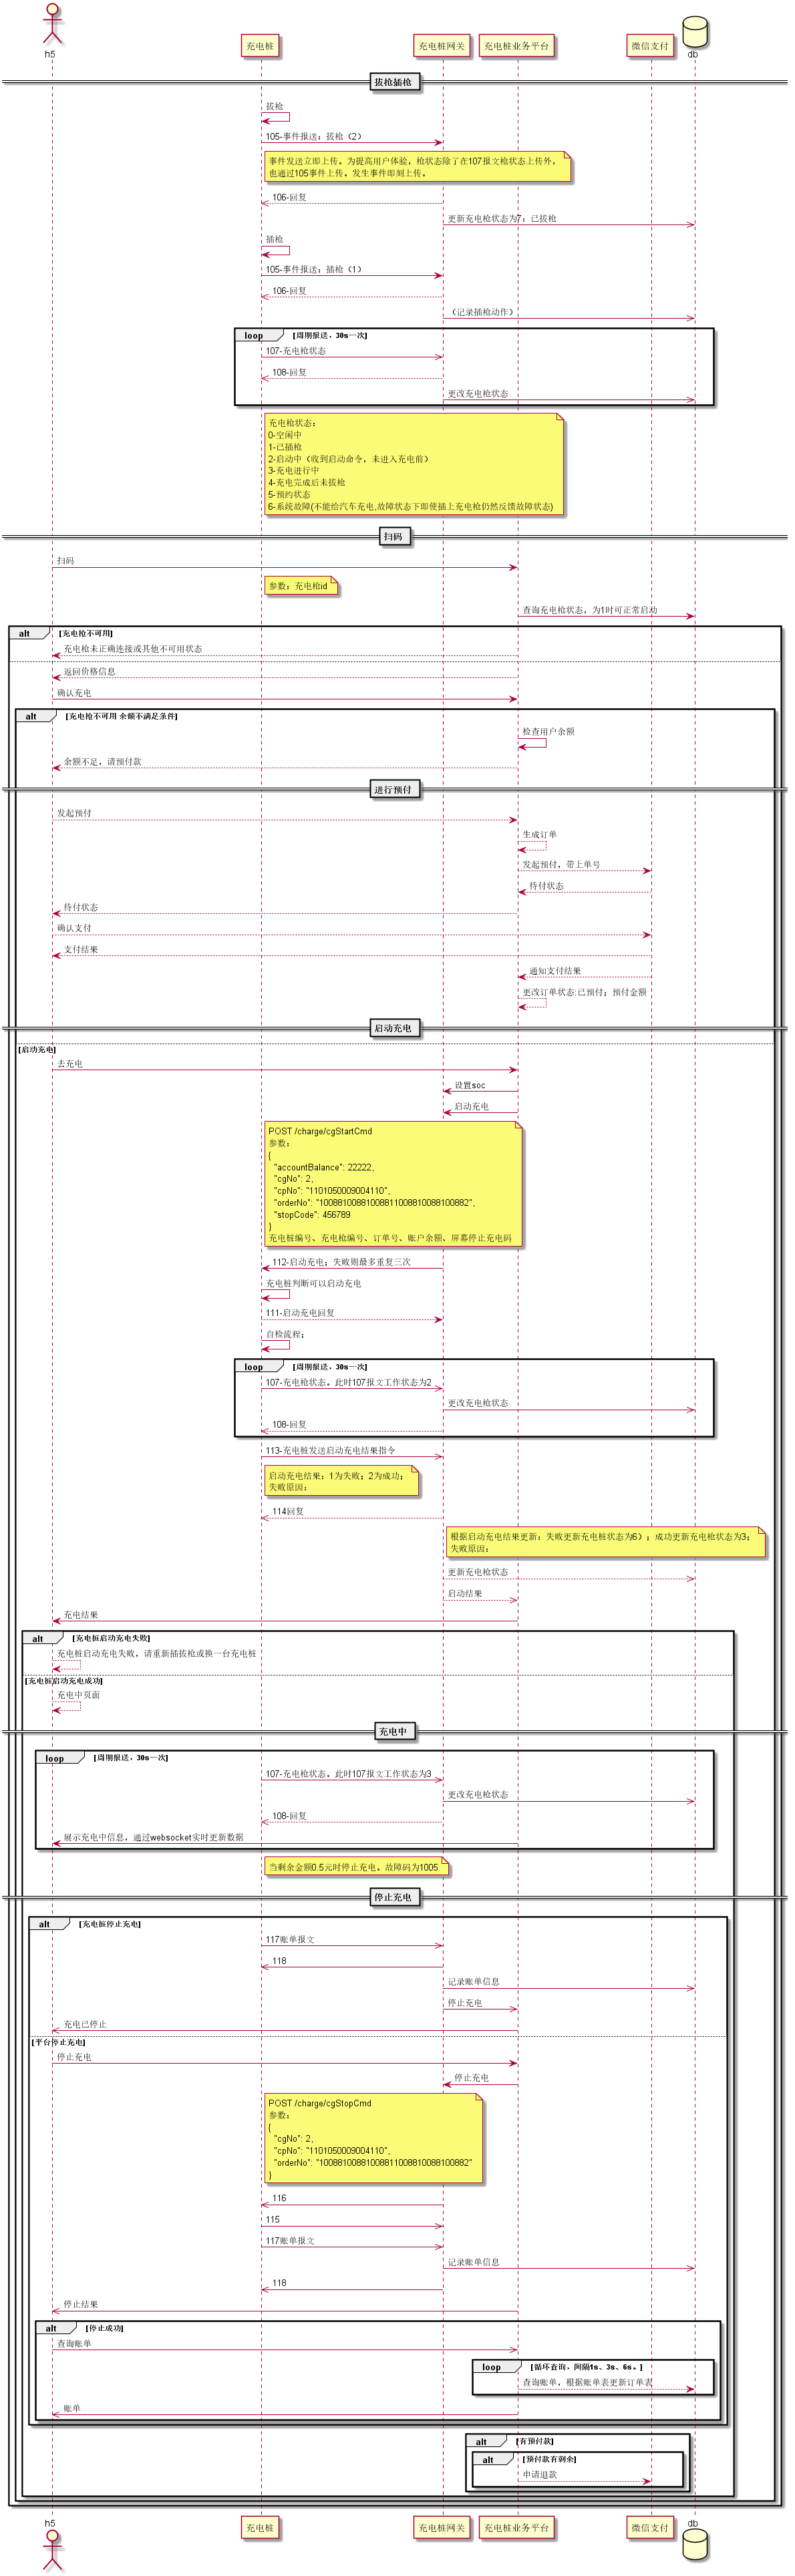 h5
充电桩
充电桩网关
充电桩业务平台
微信支付
db
拔枪插枪
拔枪
105-事件报送：拔枪（2）
事件发送立即上传。为提高用户体验，枪状态除了在107报文枪状态上传外，
也通过105事件上传。发生事件即刻上传。
106-回复
更新充电枪状态为7：已拔枪
插枪
105-事件报送：插枪（1）
106-回复
（记录插枪动作）
loop
[周期报送，30s一次]
107-充电枪状态
108-回复
更改充电枪状态
充电枪状态：
0-空闲中
1-已插枪
2-启动中（收到启动命令，未进入充电前）
3-充电进行中
4-充电完成后未拔枪
5-预约状态
6-系统故障(不能给汽车充电,故障状态下即使插上充电枪仍然反馈故障状态)
扫码
扫码
参数：充电枪id
查询充电枪状态，为1时可正常启动
alt
[充电枪不可用]
充电枪未正确连接或其他不可用状态
返回价格信息
确认充电
alt
[充电枪不可用 余额不满足条件]
检查用户余额
余额不足，请预付款
进行预付
发起预付
生成订单
发起预付，带上单号
待付状态
待付状态
确认支付
支付结果
通知支付结果
更改订单状态:已预付；预付金额
启动充电
[启动充电]
去充电
设置soc
启动充电
POST /charge/cgStartCmd
参数：
{
"accountBalance": 22222,
"cgNo": 2,
"cpNo": "1101050009004110",
"orderNo": "10088100881008811008810088100882",
"stopCode": 456789
}
充电桩编号、充电枪编号、订单号、账户余额、屏幕停止充电码
112-启动充电；失败则最多重复三次
充电桩判断可以启动充电
111-启动充电回复
自检流程；
loop
[周期报送，30s一次]
107-充电枪状态。此时107报文工作状态为2
更改充电枪状态
108-回复
113-充电桩发送启动充电结果指令
启动充电结果：1为失败；2为成功；
失败原因：
114回复
根据启动充电结果更新：失败更新充电桩状态为6）；成功更新充电枪状态为3；
失败原因：
更新充电枪状态
启动结果
充电结果
alt
[充电桩启动充电失败]
充电桩启动充电失败，请重新插拔枪或换一台充电桩
[充电桩启动充电成功]
充电中页面
充电中
loop
[周期报送，30s一次]
107-充电枪状态。此时107报文工作状态为3
更改充电枪状态
108-回复
展示充电中信息，通过websocket实时更新数据
当剩余金额0.5元时停止充电。故障码为1005
停止充电
alt
[充电桩停止充电]
117账单报文
118
记录账单信息
停止充电
充电已停止
[平台停止充电]
停止充电
停止充电
POST /charge/cgStopCmd
参数：
{
"cgNo": 2,
"cpNo": "1101050009004110",
"orderNo": "10088100881008811008810088100882"
}
116
115
117账单报文
记录账单信息
118
停止结果
alt
[停止成功]
查询账单
loop
[循环查询，间隔1s、3s、6s。]
查询账单，根据账单表更新订单表
账单
alt
[有预付款]
alt
[预付款有剩余]
申请退款
h5
充电桩
充电桩网关
充电桩业务平台
微信支付
db